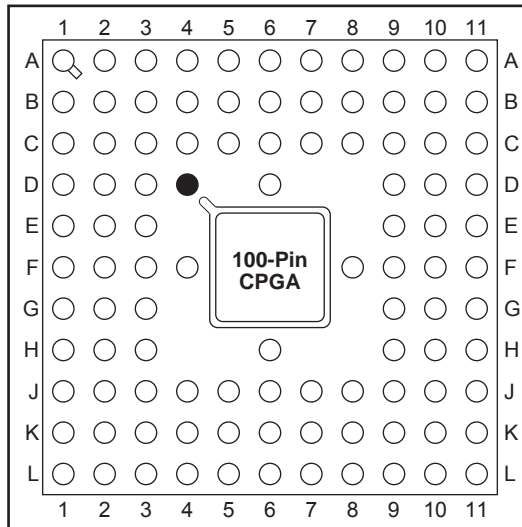 1 2 3 4 5 6 7 8 9 10 11
A A
B B
C C
D D
E E
F F
G G
H H
J J
K K
L L
100-Pin
CPGA
1 2 3 4 5 6 7 8 9 10 11